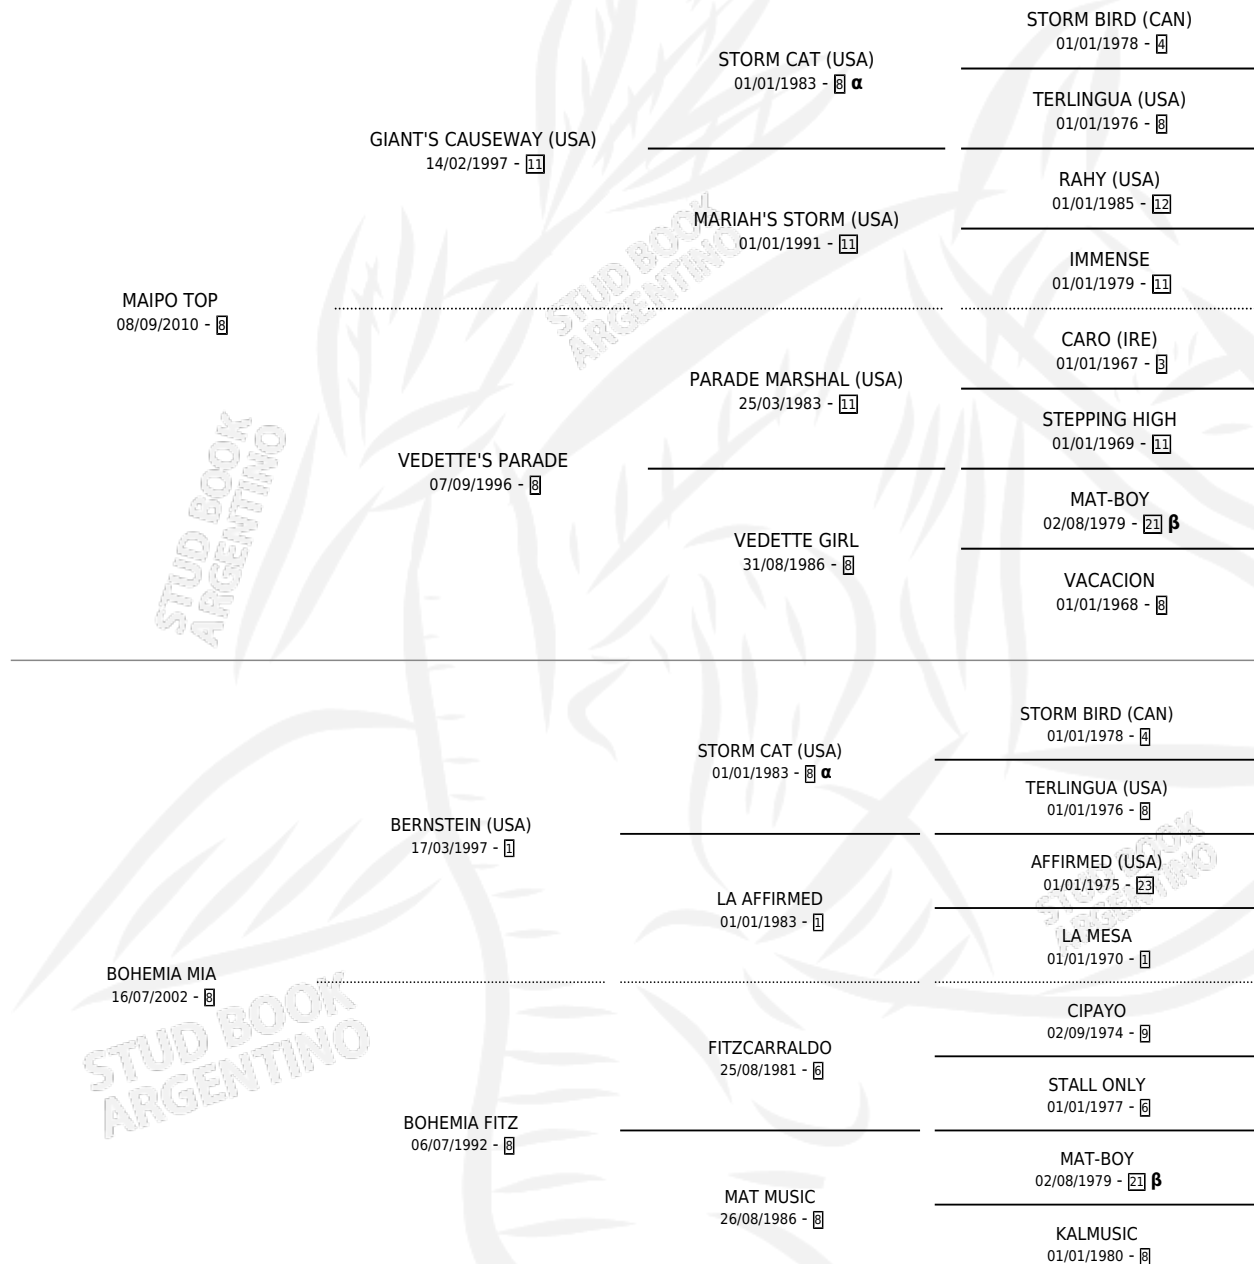 STORM BIRD (CAN)
01/01/1978 - 4
STORM CAT (USA)
01/01/1983 - 8 α
TERLINGUA (USA)
01/01/1976 - 8
GIANT'S CAUSEWAY (USA)
14/02/1997 - 11
RAHY (USA)
01/01/1985 - 12
MARIAH'S STORM (USA)
01/01/1991 - 11
IMMENSE
01/01/1979 - 11
MAIPO TOP
08/09/2010 - 8
CARO (IRE)
01/01/1967 - 3
PARADE MARSHAL (USA)
25/03/1983 - 11
STEPPING HIGH
01/01/1969 - 11
VEDETTE'S PARADE
07/09/1996 - 8
MAT-BOY
02/08/1979 - 21 β
VEDETTE GIRL
31/08/1986 - 8
VACACION
01/01/1968 - 8
STORM BIRD (CAN)
01/01/1978 - 4
STORM CAT (USA)
01/01/1983 - 8 α
TERLINGUA (USA)
01/01/1976 - 8
BERNSTEIN (USA)
17/03/1997 - 1
AFFIRMED (USA)
01/01/1975 - 23
LA AFFIRMED
01/01/1983 - 1
LA MESA
01/01/1970 - 1
BOHEMIA MIA
16/07/2002 - 8
CIPAYO
02/09/1974 - 9
FITZCARRALDO
25/08/1981 - 6
STALL ONLY
01/01/1977 - 6
BOHEMIA FITZ
06/07/1992 - 8
MAT-BOY
02/08/1979 - 21 β
MAT MUSIC
26/08/1986 - 8
KALMUSIC
01/01/1980 - 8
STUD BOOK
ARGENTINO
STUD BOOK
ARGENTINO
STUD BOOK
ARGENTINO
STUD BOOK
ARGENTINO